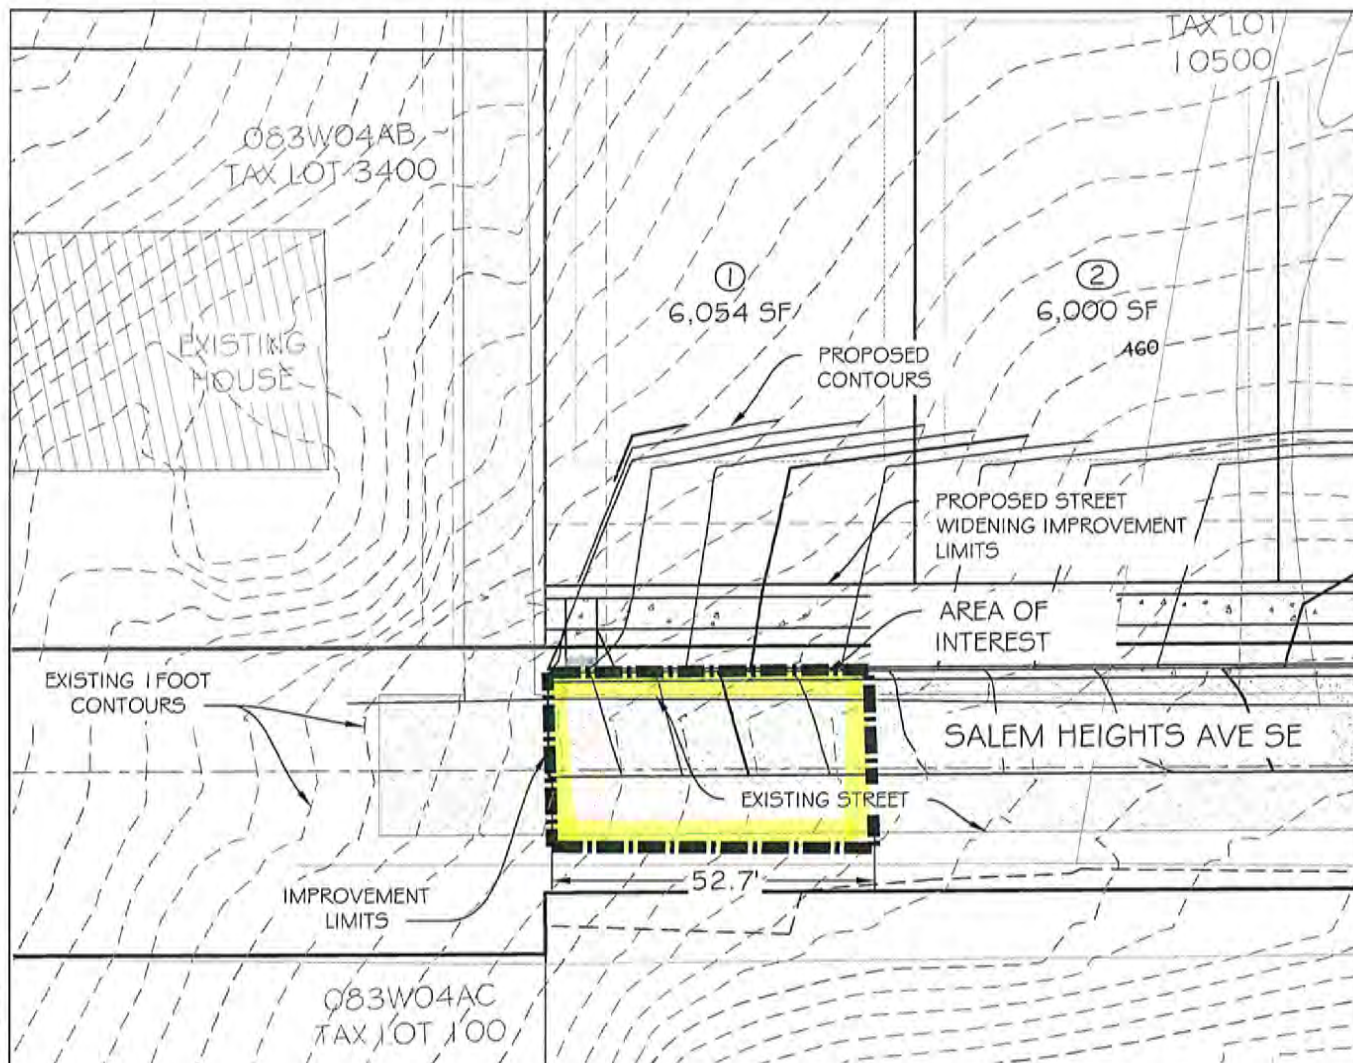 TAX LOT
10500
083W04AB
TAX LOT 3400
1
6,054 SF
2
6,000 SF
460
EXISTING
HOUSE
PROPOSED
CONTOURS
PROPOSED STREET
WIDENING IMPROVEMENT
LIMITS
AREA OF
INTEREST
EXISTING 1 FOOT
CONTOURS
SALEM HEIGHTS AVE SE
EXISTING STREET
52.7'
IMPROVEMENT
LIMITS
083W04AC
TAX LOT 100